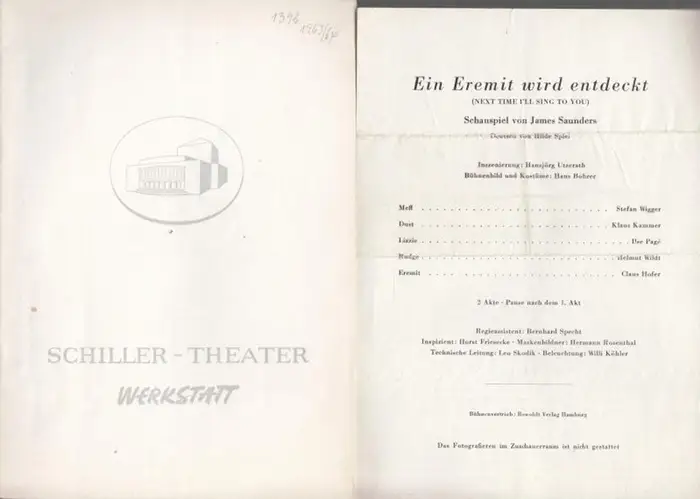 1396
1963/64
SCHILLER-THEATER
WERKSTATT
Ein Eremit wird entdeckt
(NEXT TIME I'LL SING TO YOU)
Schauspiel von James Saunders
Deutsch von Hilde Spiel
Inszenierung: Hansjörg Utzerath
Bühnenbild und Kostüme: Hans Bohrer
Meff . . . . . . . . . . . . . . . . . . . . . . . . . Stefan Wigger
Dust . . . . . . . . . . . . . . . . . . . . . . . . . Klaus Kammer
Lizzie . . . . . . . . . . . . . . . . . . . . . . . . . Ilse Pagé
Rudge . . . . . . . . . . . . . . . . . . . . . . . . . Helmut Wildt
Eremit . . . . . . . . . . . . . . . . . . . . . . . . . Claus Hofer
2 Akte · Pause nach dem 1. Akt
Regieassistent: Bernhard Specht
Inspizient: Horst Friesecke · Maskenbildner: Hermann Rosenthal
Technische Leitung: Leo Skodik · Beleuchtung: Willi Köhler
Bühnenvertrieb: Rowohlt Verlag Hamburg
Das Fotografieren im Zuschauerraum ist nicht gestattet